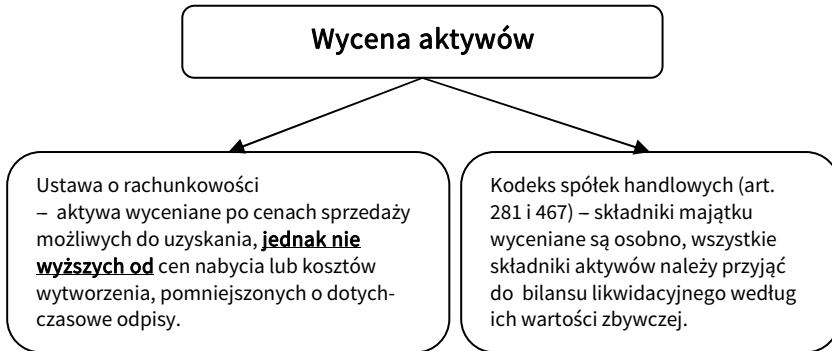 Wycena aktywów
Ustawa o rachunkowości
– aktywa wyceniane po cenach sprzedaży
możliwych do uzyskania, jednak nie
wyższych od cen nabycia lub kosztów
wytworzenia, pomniejszonych o dotych-
czasowe odpisy.
Kodeks spółek handlowych (art.
281 i 467) – składniki majątku
wyceniane są osobno, wszystkie
składniki aktywów należy przyjąć
do bilansu likwidacyjnego według
ich wartości zbywczej.